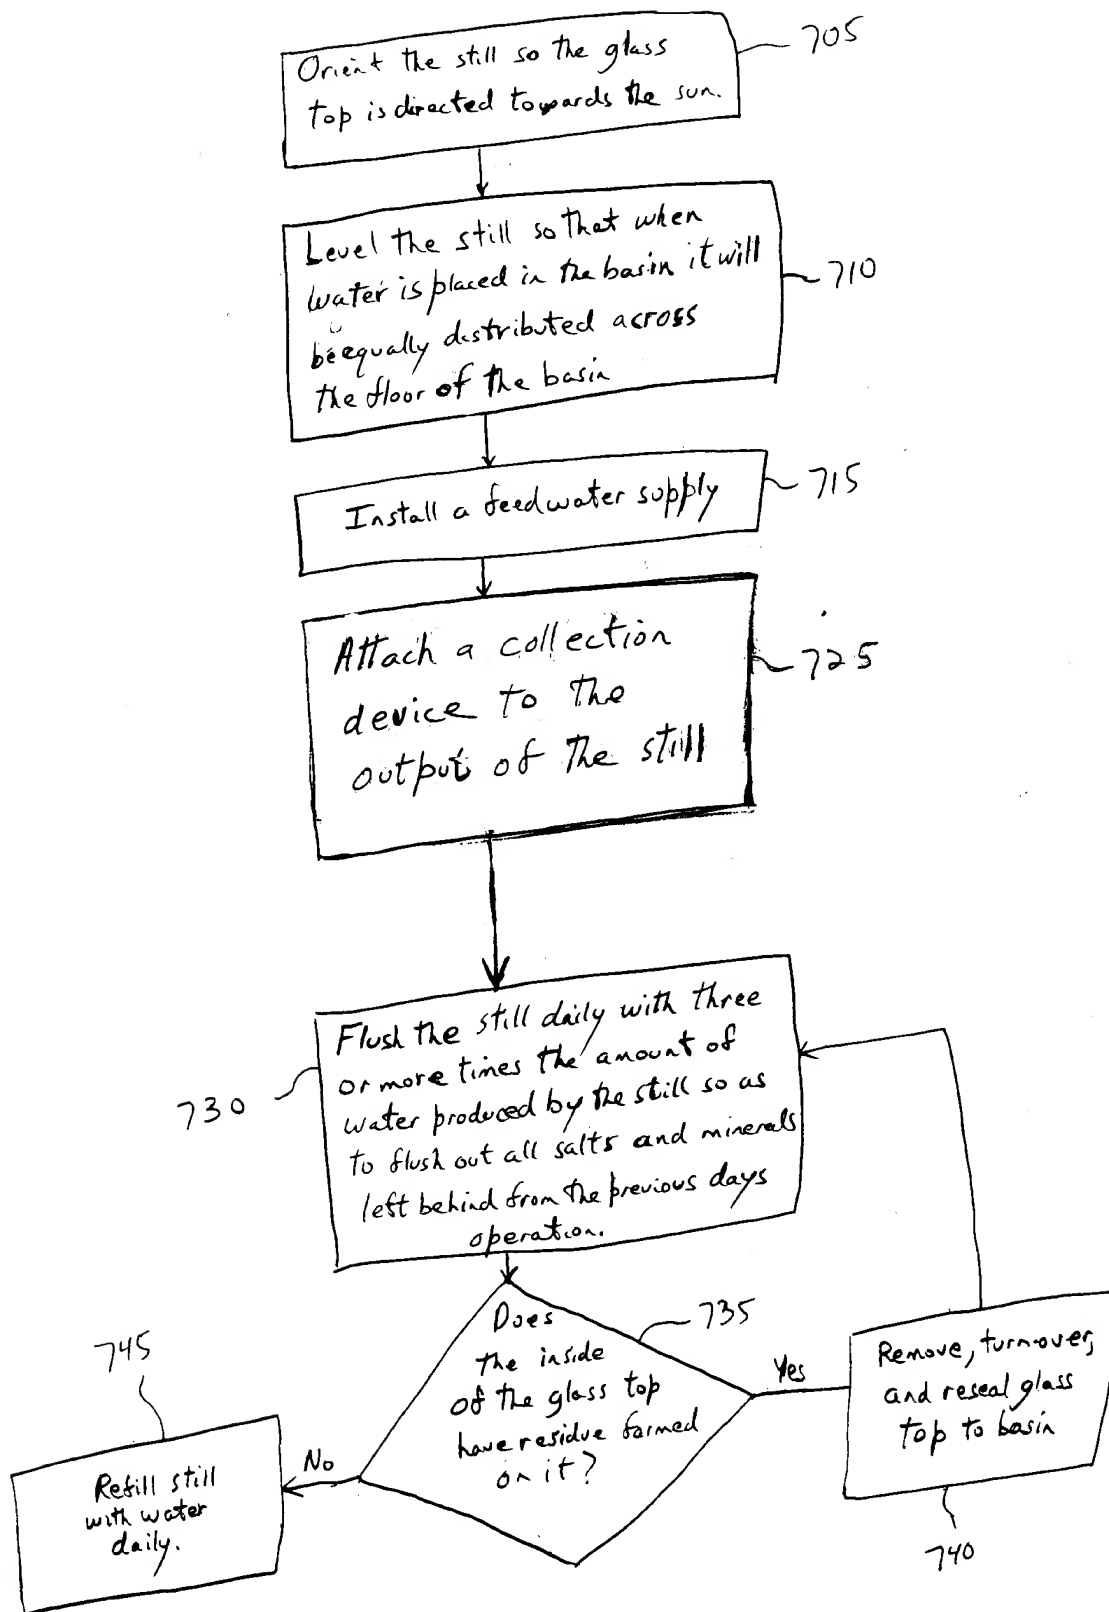 Orient the still so the glass
top is directed towards the sun.
705
Level the still so that when
water is placed in the basin it will
be equally distributed across
the floor of the basin
710
Install a feedwater supply
715
Attach a collection
device to the
output of the still
725
Flush the still daily with three
or more times the amount of
water produced by the still so as
to flush out all salts and minerals
left behind from the previous days
operation.
730
Does
the inside
of the glass top
have residue formed
on it?
735
Yes
Remove, turn-over,
and reseal glass
top to basin
740
No
745
Refill still
with water
daily.